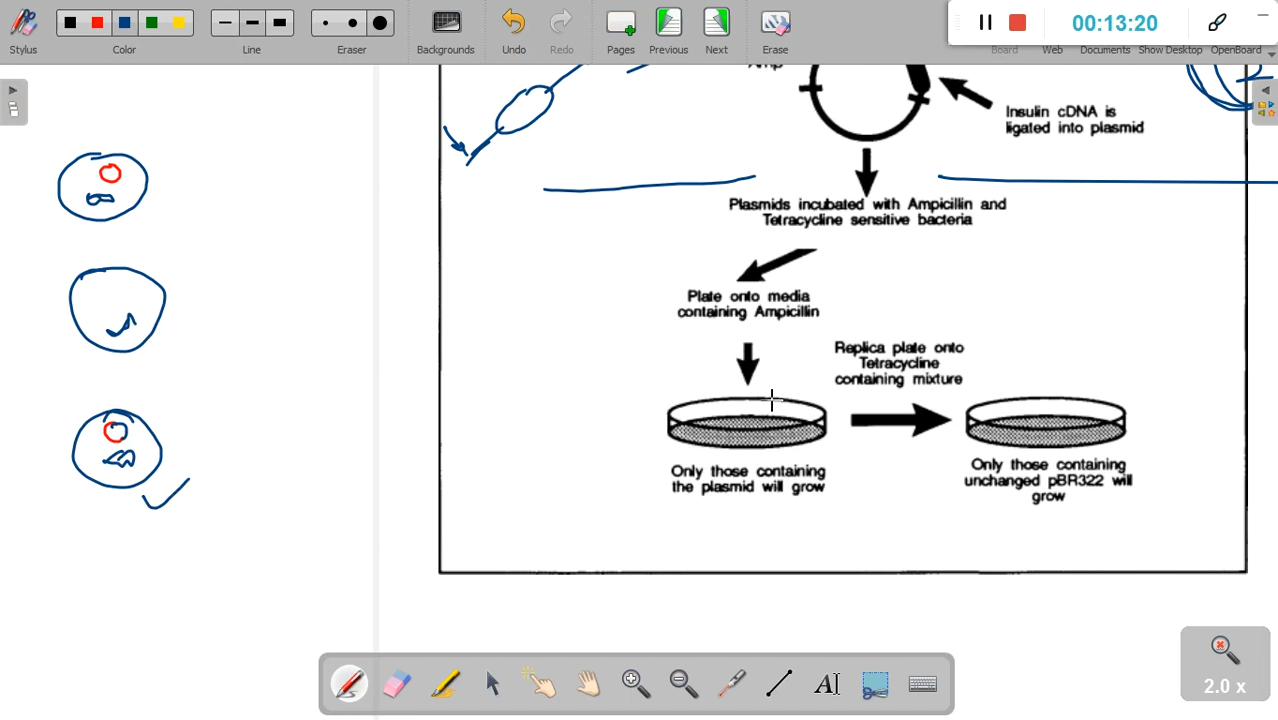 Stylus
Color
Line
Eraser
Backgrounds
Undo
Redo
Pages
Previous
Next
Erase
00:13:20
Board
Web
Documents
Show Desktop
OpenBoard
Insulin cDNA is
ligated into plasmid
Plasmids incubated with Ampicillin and
Tetracycline sensitive bacteria
Plate onto media
containing Ampicillin
Replica plate onto
Tetracycline
containing mixture
Only those containing
the plasmid will grow
Only those containing
unchanged pBR322 will
grow
2.0 x